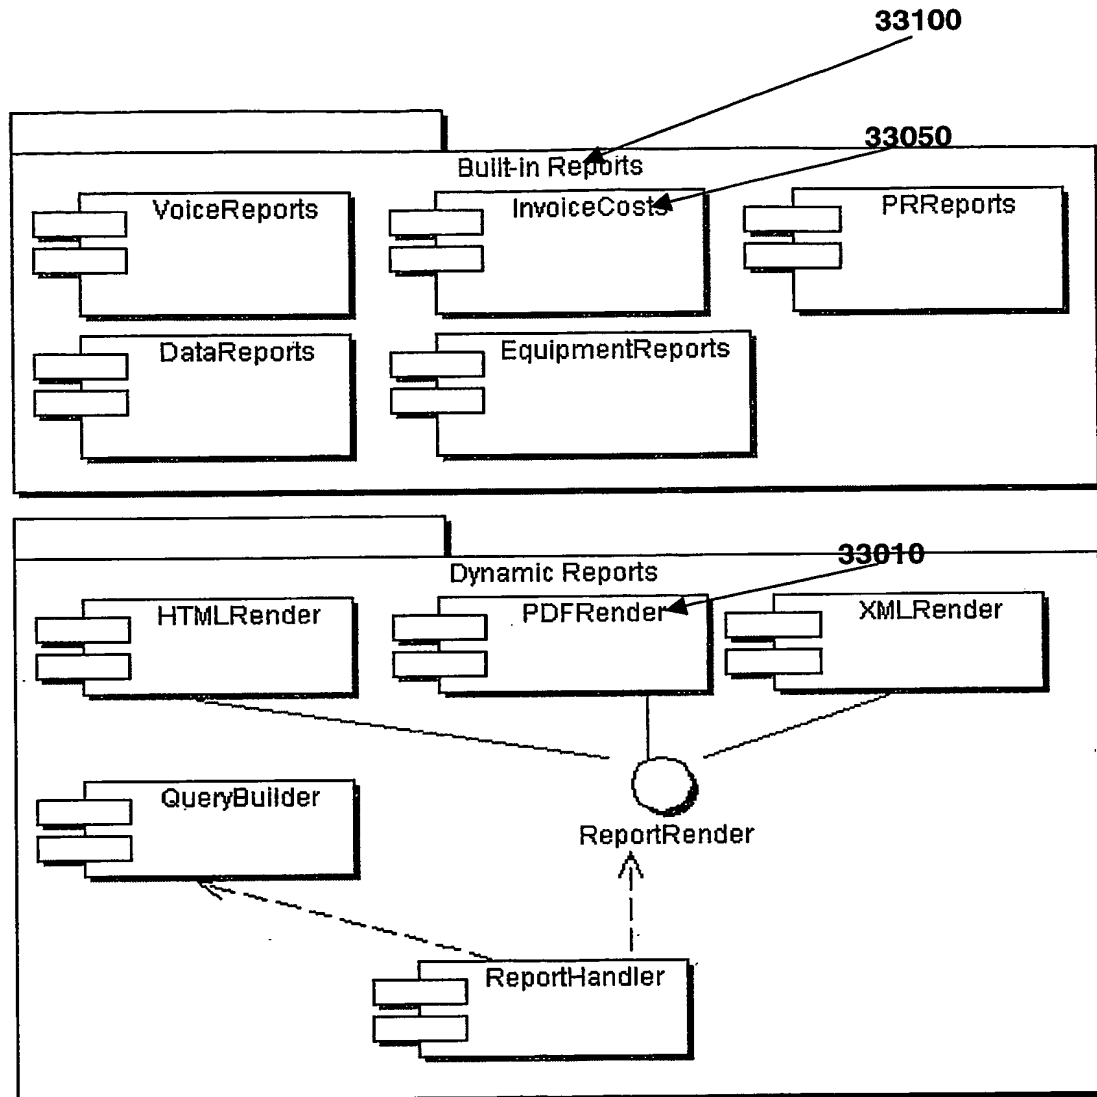 33100
33050
Built-in Reports
VoiceReports
InvoiceCosts
PRReports
DataReports
EquipmentReports
33010
Dynamic Reports
HTMLRender
PDFRender
XMLRender
QueryBuilder
ReportRender
ReportHandler